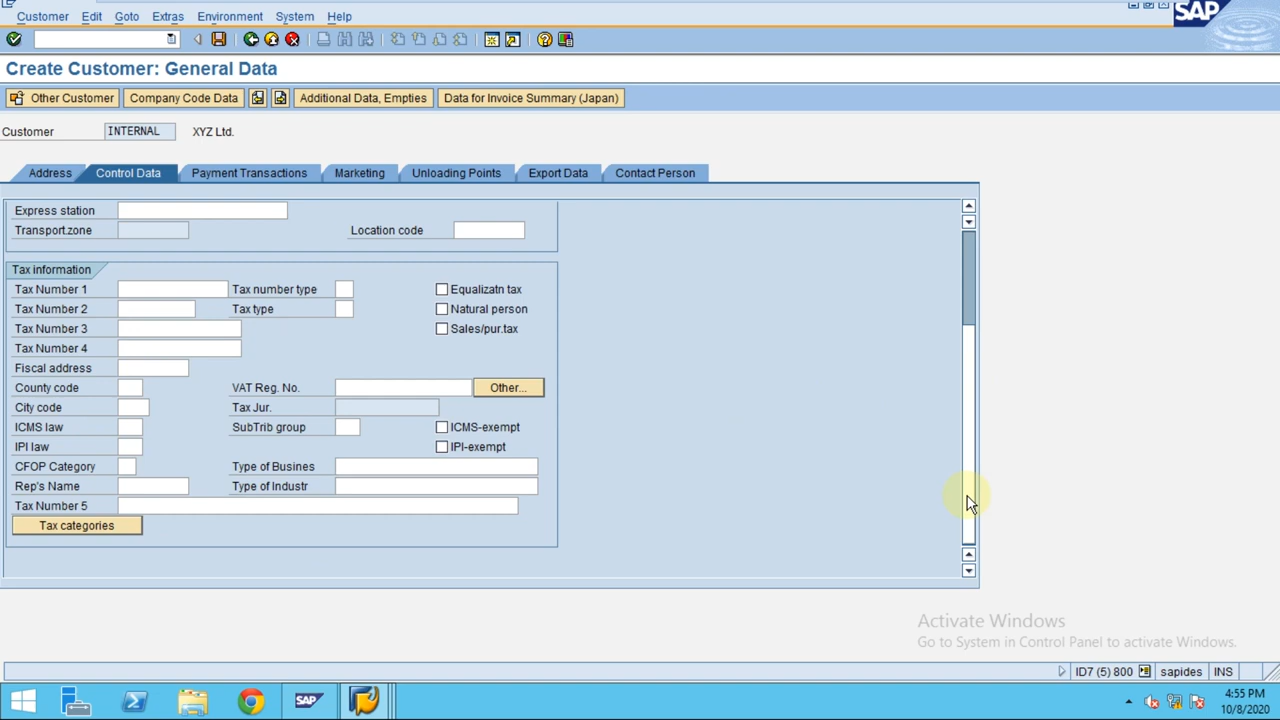 Customer Edit Goto Extras Environment System Help
SAP
Create Customer: General Data
Other Customer Company Code Data Additional Data, Empties Data for Invoice Summary (Japan)
Customer INTERNAL XYZ Ltd.
Address Control Data Payment Transactions Marketing Unloading Points Export Data Contact Person
Express station
Transport.zone Location code
Tax information
Tax Number 1 Tax number type Equalizatn tax
Tax Number 2 Tax type Natural person
Tax Number 3 Sales/pur.tax
Tax Number 4
Fiscal address
County code VAT Reg. No. Other...
City code Tax Jur.
ICMS law SubTrib group ICMS-exempt
IPI law IPI-exempt
CFOP Category Type of Busines
Rep's Name Type of Industr
Tax Number 5
Tax categories
Activate Windows
Go to System in Control Panel to activate Windows.
ID7 (5) 800 sapides INS
SAP
4:55 PM
10/8/2020